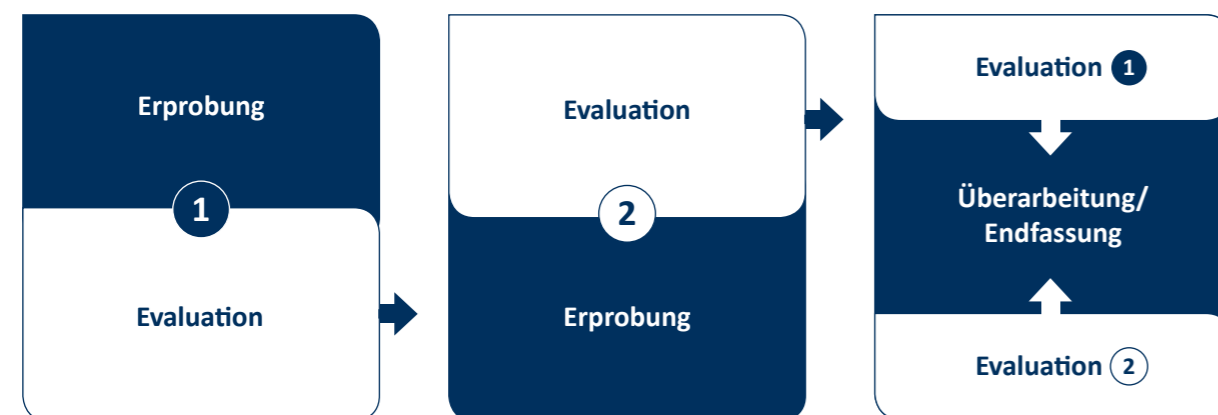 Erprobung
1
Evaluation
Evaluation
2
Erprobung
Evaluation 1
Überarbeitung/
Endfassung
Evaluation 2